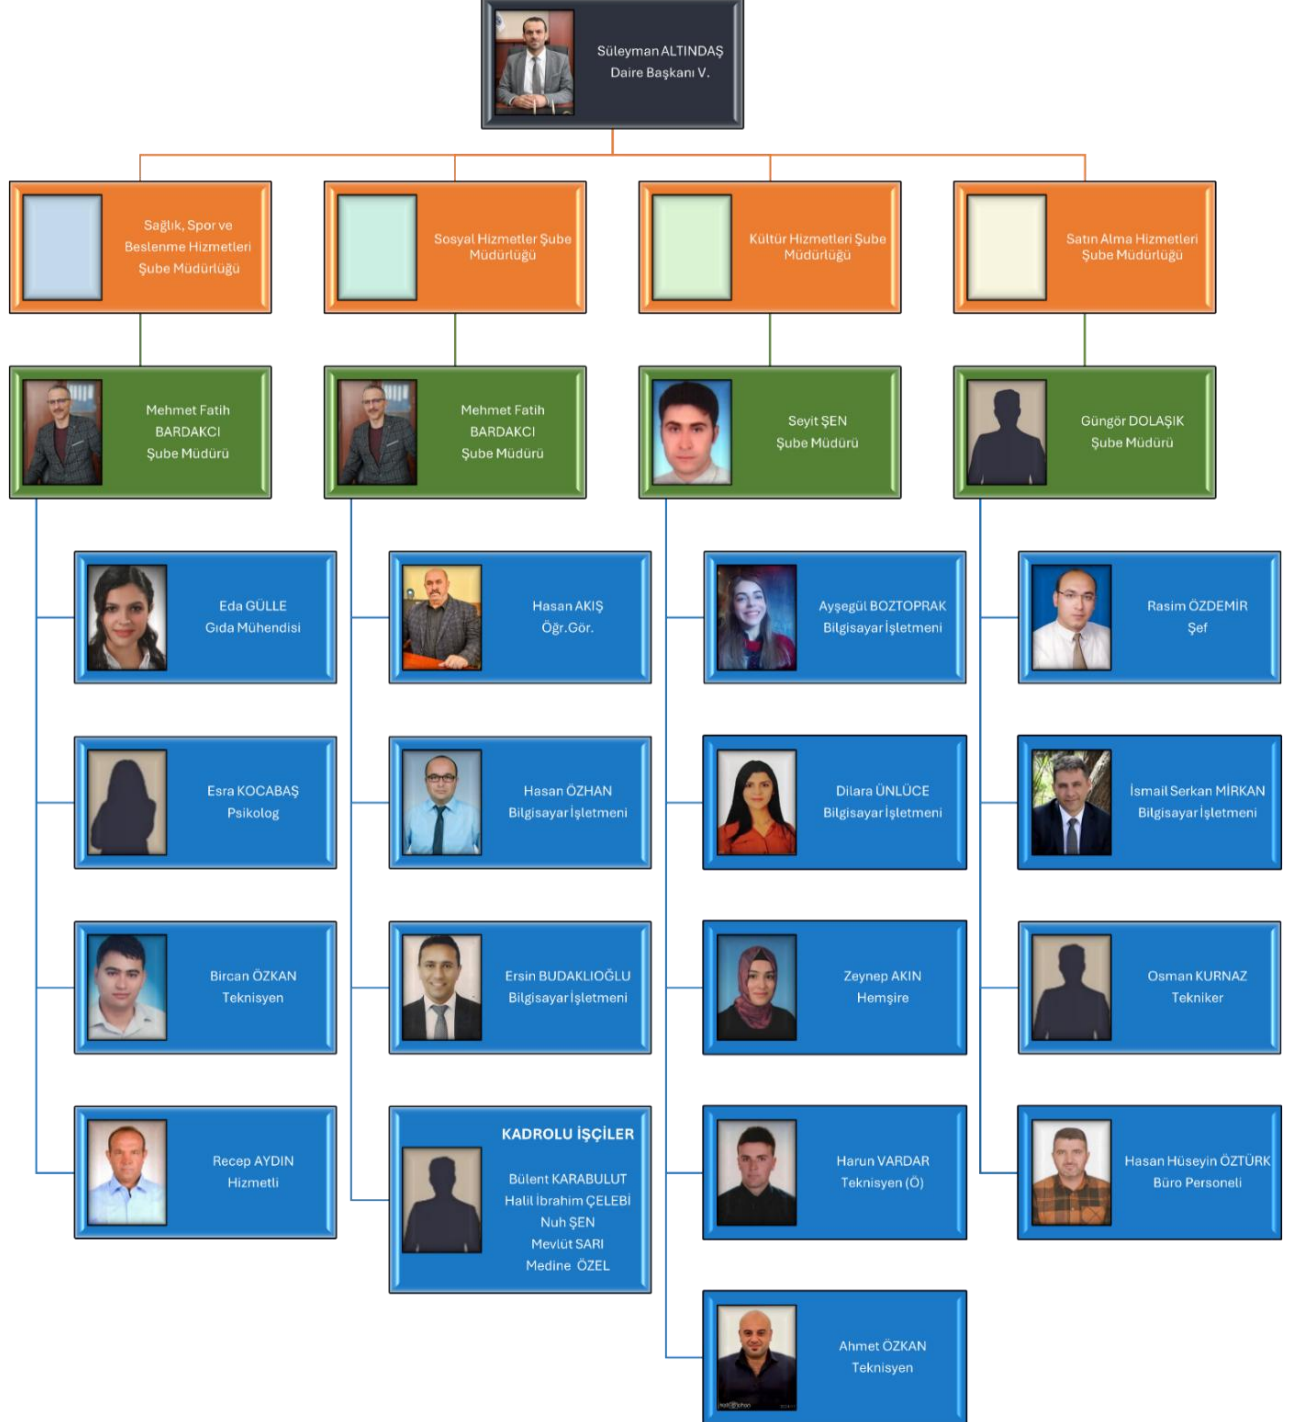 Süleyman ALTINDAŞ
Daire Başkanı V.
Sağlık, Spor ve
Beslenme Hizmetleri
Şube Müdürlüğü
Sosyal Hizmetler Şube
Müdürlüğü
Kültür Hizmetleri Şube
Müdürlüğü
Satın Alma Hizmetleri
Şube Müdürlüğü
Mehmet Fatih
BARDAKCI
Şube Müdürü
Mehmet Fatih
BARDAKCI
Şube Müdürü
Seyit ŞEN
Şube Müdürü
Güngör DOLAŞIK
Şube Müdürü
Eda GÜLLE
Gıda Mühendisi
Hasan AKIŞ
Öğr.Gör.
Ayşegül BOZTOPRAK
Bilgisayar İşletmeni
Rasim ÖZDEMİR
Şef
Esra KOCABAŞ
Psikolog
Hasan ÖZHAN
Bilgisayar İşletmeni
Dilara ÜNLÜCE
Bilgisayar İşletmeni
İsmail Serkan MİRKAN
Bilgisayar İşletmeni
Bircan ÖZKAN
Teknisyen
Ersin BUDAKLIOĞLU
Bilgisayar İşletmeni
Zeynep AKIN
Hemşire
Osman KURNAZ
Tekniker
Recep AYDIN
Hizmetli
KADROLU İŞÇİLER
Bülent KARABULUT
Halil İbrahim ÇELEBİ
Nuh ŞEN
Mevlüt SARI
Medine ÖZEL
Harun VARDAR
Teknisyen (Ö)
Hasan Hüseyin ÖZTÜRK
Büro Personeli
Ahmet ÖZKAN
Teknisyen